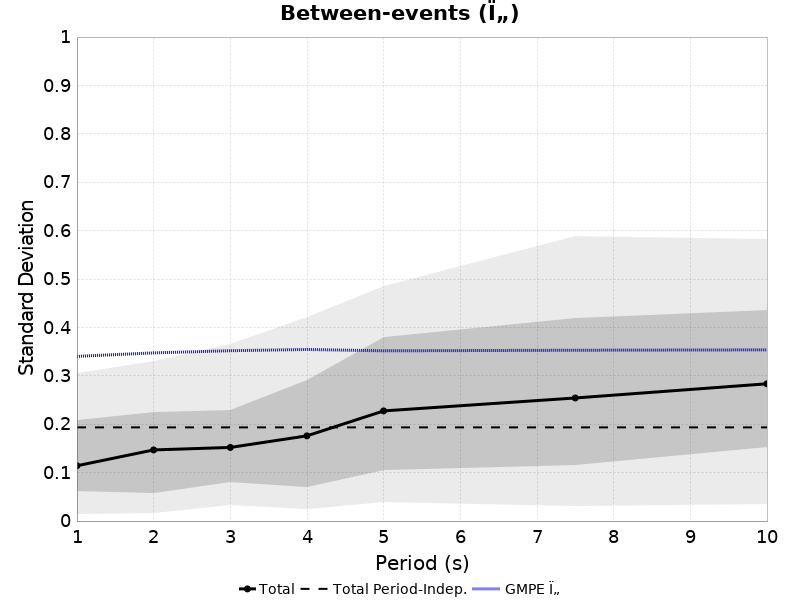 Between-events (Ï„)
1
0.9
0.8
0.7
0.6
0.5
0.4
0.3
0.2
0.1
0
Standard Deviation
1 2 3 4 5 6 7 8 9 10
Period (s)
Total Total Period-Indep. GMPE Ï„